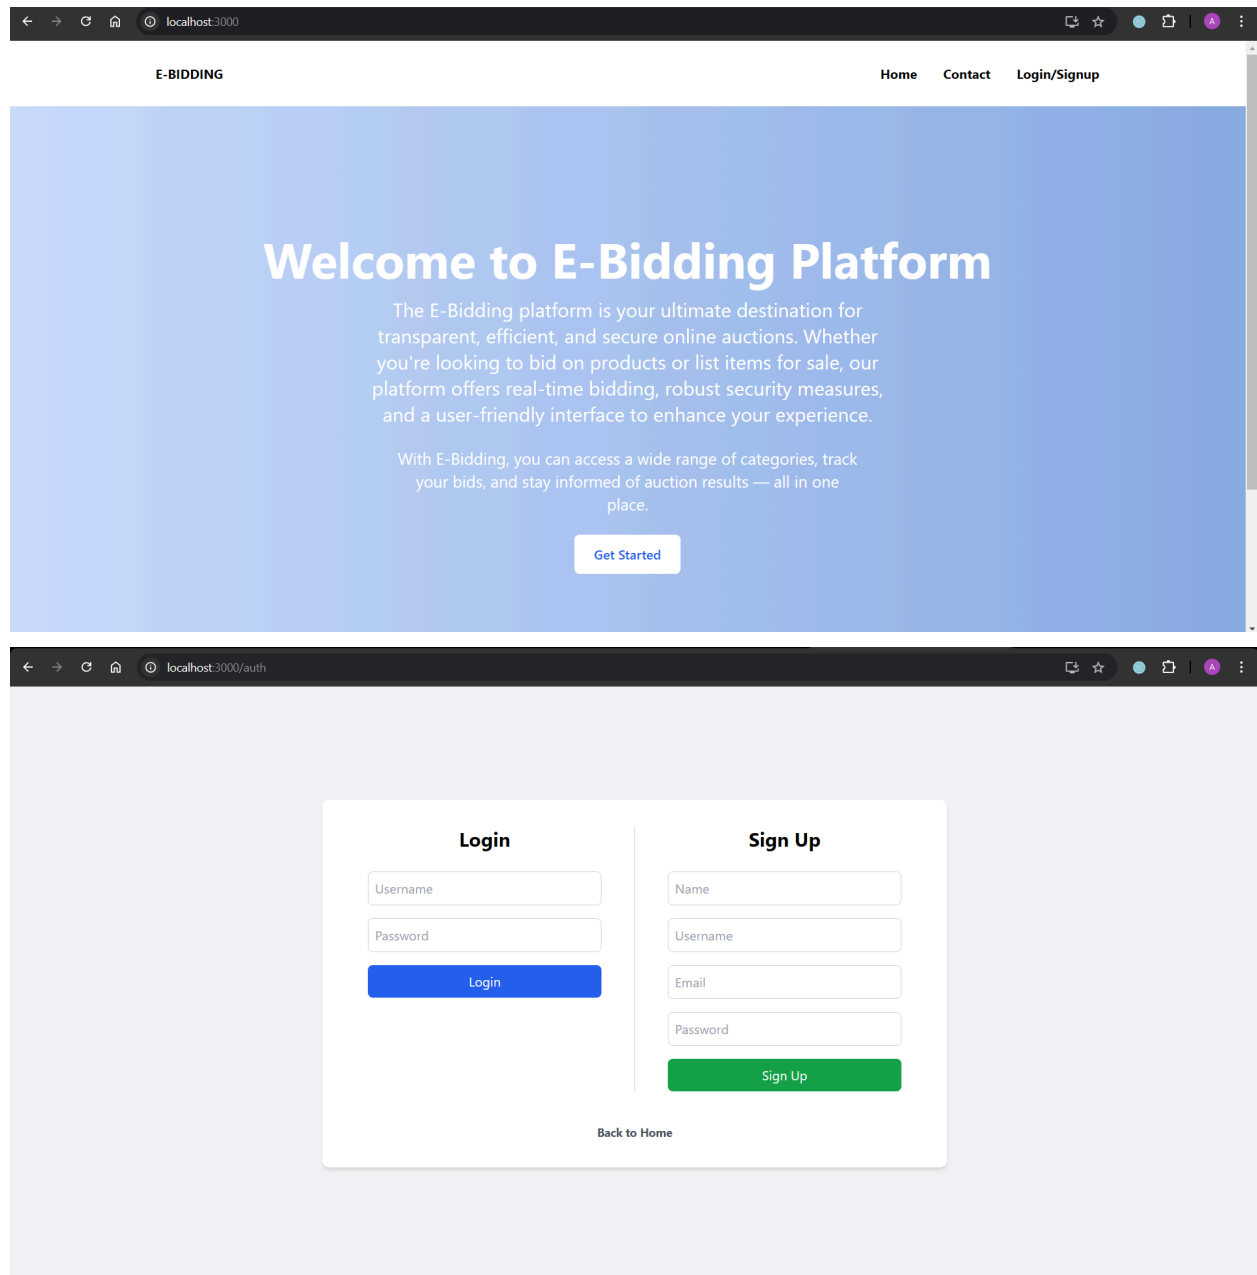 localhost:3000
A
E-BIDDING
Home Contact Login/Signup
Welcome to E-Bidding Platform
The E-Bidding platform is your ultimate destination for
transparent, efficient, and secure online auctions. Whether
you're looking to bid on products or list items for sale, our
platform offers real-time bidding, robust security measures,
and a user-friendly interface to enhance your experience.
With E-Bidding, you can access a wide range of categories, track
your bids, and stay informed of auction results — all in one
place.
Get Started
localhost:3000/auth
A
Login
Username
Password
Login
Sign Up
Name
Username
Email
Password
Sign Up
Back to Home